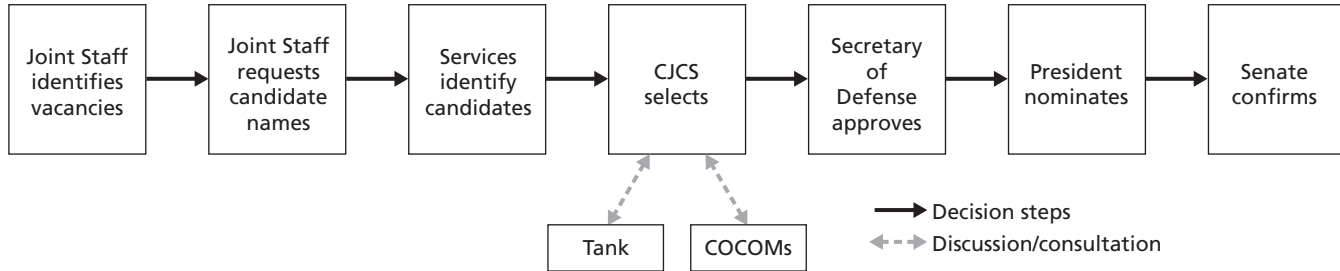 Joint Staff
identifies
vacancies
Joint Staff
requests
candidate
names
Services
identify
candidates
CJCS
selects
Secretary
of
Defense
approves
President
nominates
Senate
confirms
Tank
COCOMs
Decision steps
Discussion/consultation